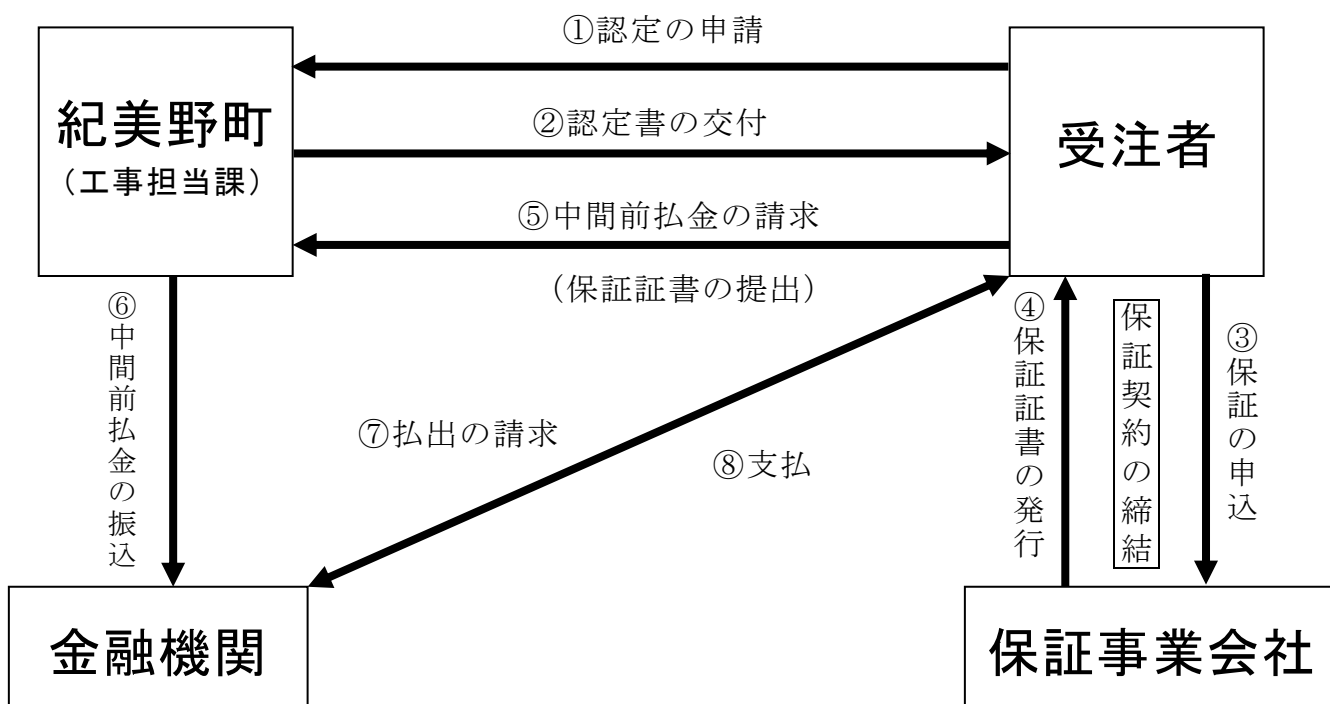 ①認定の申請
紀美野町
（工事担当課）
受注者
②認定書の交付
⑤中間前払金の請求
（保証証書の提出）
⑥中間前払金の振込
④保証証書の発行
保証契約の締結
③保証の申込
⑦払出の請求
⑧支払
金融機関
保証事業会社